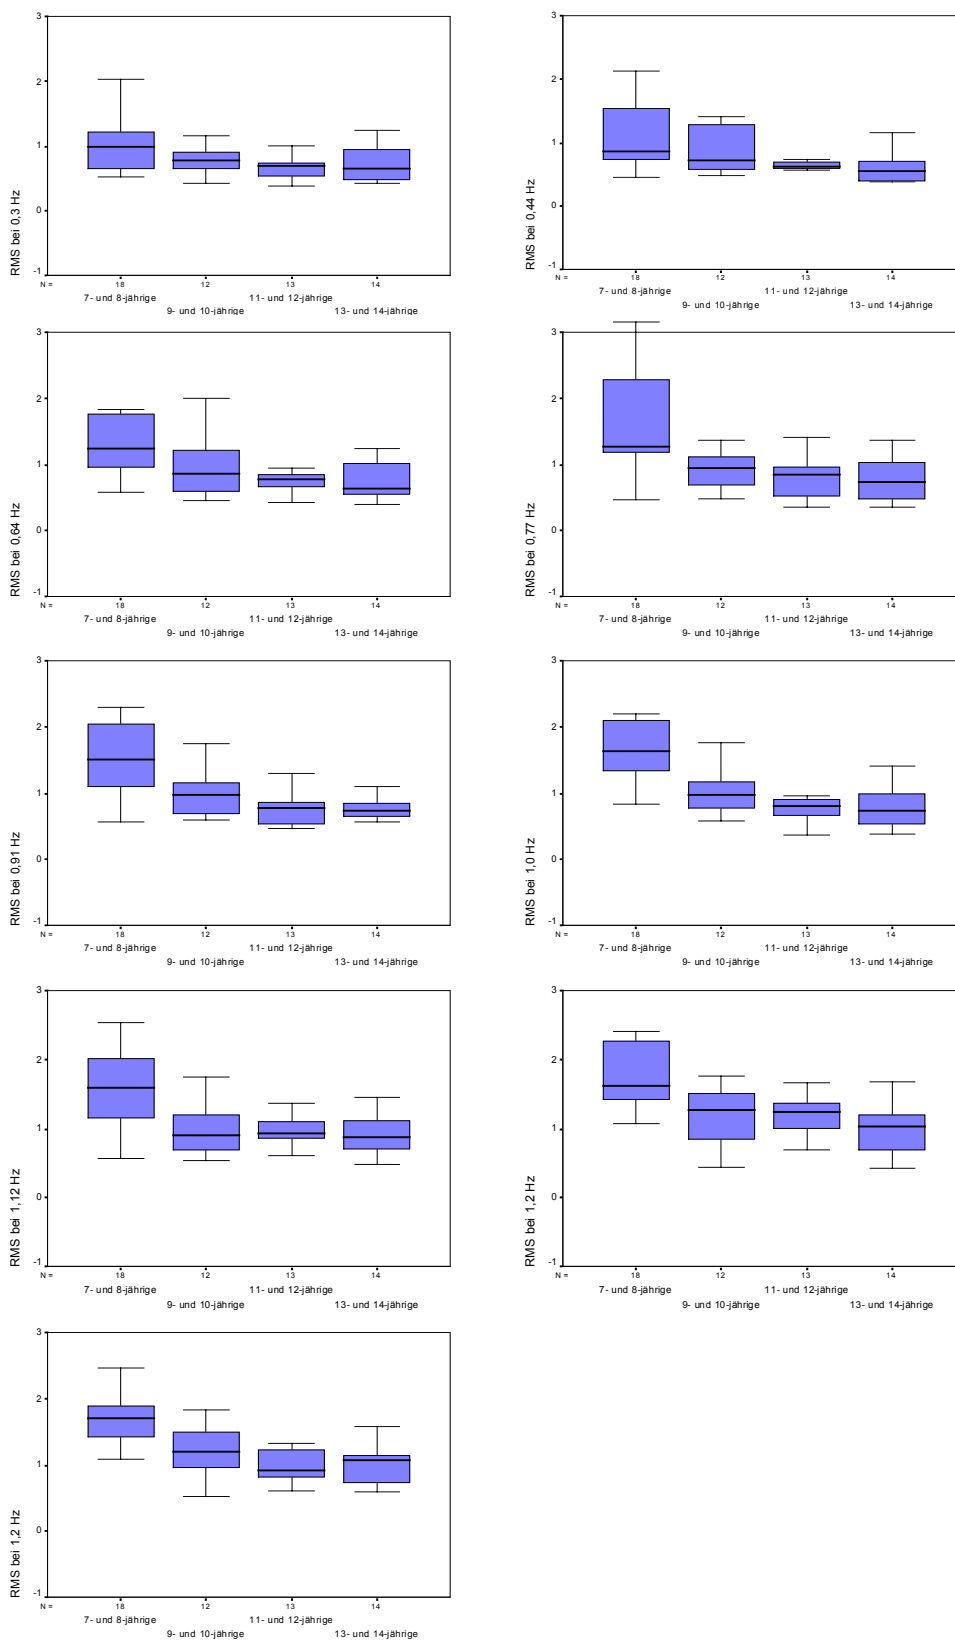 3
2
1
0
-1
RMS bei 0,3 Hz
N = 18 12 13 14
7- und 8-jährige 11- und 12-jährige
9- und 10-jährige 13- und 14-jährige
3
2
1
0
-1
RMS bei 0,44 Hz
N = 18 12 13 14
7- und 8-jährige 11- und 12-jährige
9- und 10-jährige 13- und 14-jährige
3
2
1
0
-1
RMS bei 0,64 Hz
N = 18 12 13 14
7- und 8-jährige 11- und 12-jährige
9- und 10-jährige 13- und 14-jährige
3
2
1
0
-1
RMS bei 0,77 Hz
N = 18 12 13 14
7- und 8-jährige 11- und 12-jährige
9- und 10-jährige 13- und 14-jährige
3
2
1
0
-1
RMS bei 0,91 Hz
N = 18 12 13 14
7- und 8-jährige 11- und 12-jährige
9- und 10-jährige 13- und 14-jährige
3
2
1
0
-1
RMS bei 1,0 Hz
N = 18 12 13 14
7- und 8-jährige 11- und 12-jährige
9- und 10-jährige 13- und 14-jährige
3
2
1
0
-1
RMS bei 1,12 Hz
N = 18 12 13 14
7- und 8-jährige 11- und 12-jährige
9- und 10-jährige 13- und 14-jährige
3
2
1
0
-1
RMS bei 1,2 Hz
N = 18 12 13 14
7- und 8-jährige 11- und 12-jährige
9- und 10-jährige 13- und 14-jährige
3
2
1
0
-1
RMS bei 1,2 Hz
N = 18 12 13 14
7- und 8-jährige 11- und 12-jährige
9- und 10-jährige 13- und 14-jährige